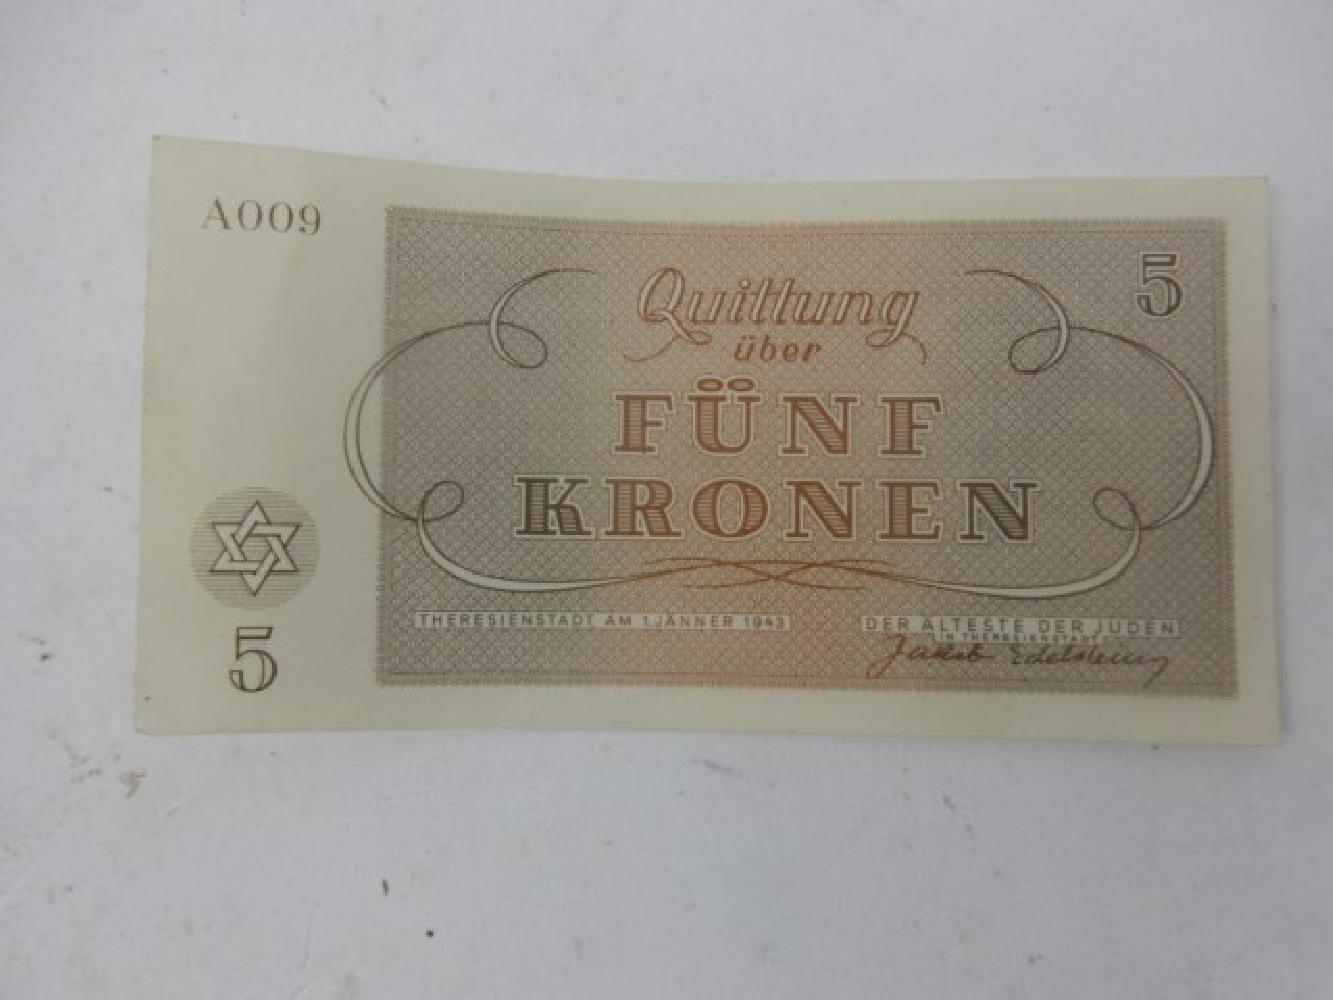 A009
5
Quittung
über
FÜNF
KRONEN
THERESIENSTADT AM 1.JÄNNER 1943
DER ÄLTESTE DER JUDEN
IN THERESIENSTADT
Jakob Edelstein
5